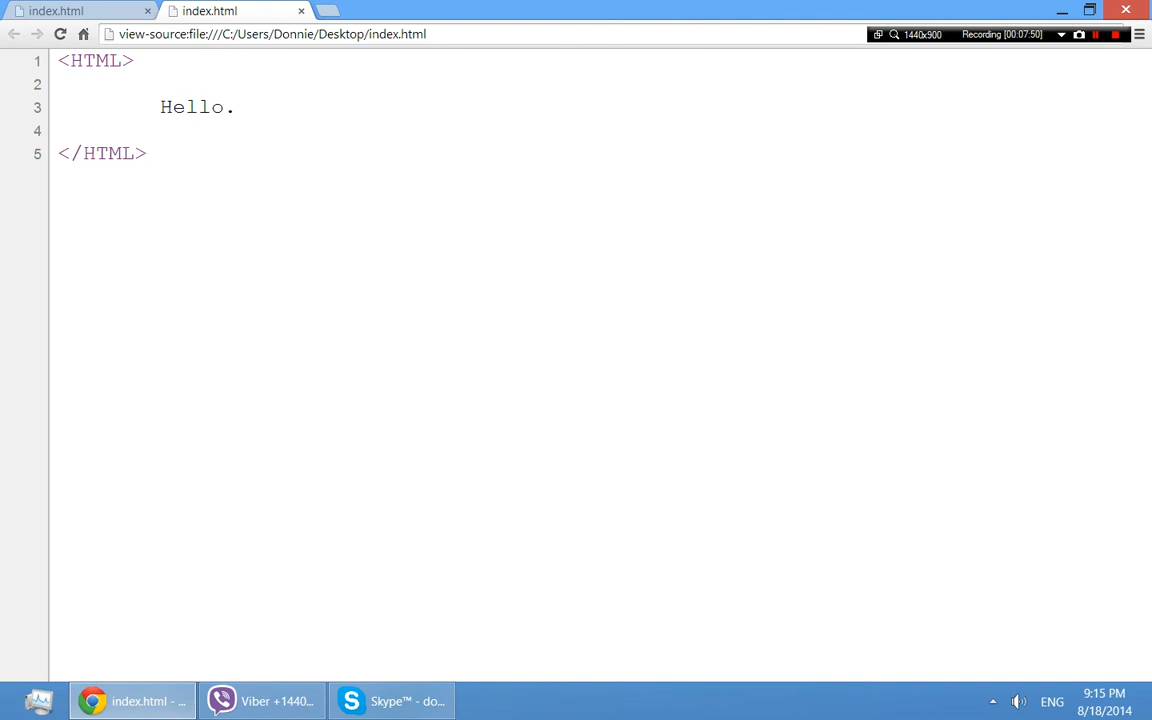 index.html × index.html ×
view-source:file:///C:/Users/Donnie/Desktop/index.html 1440x900 Recording [00:07:50]
1 <HTML>
2
3 Hello.
4
5 </HTML>
index.html - ... Viber +1440... Skype™ - do... ENG 9:15 PM
8/18/2014